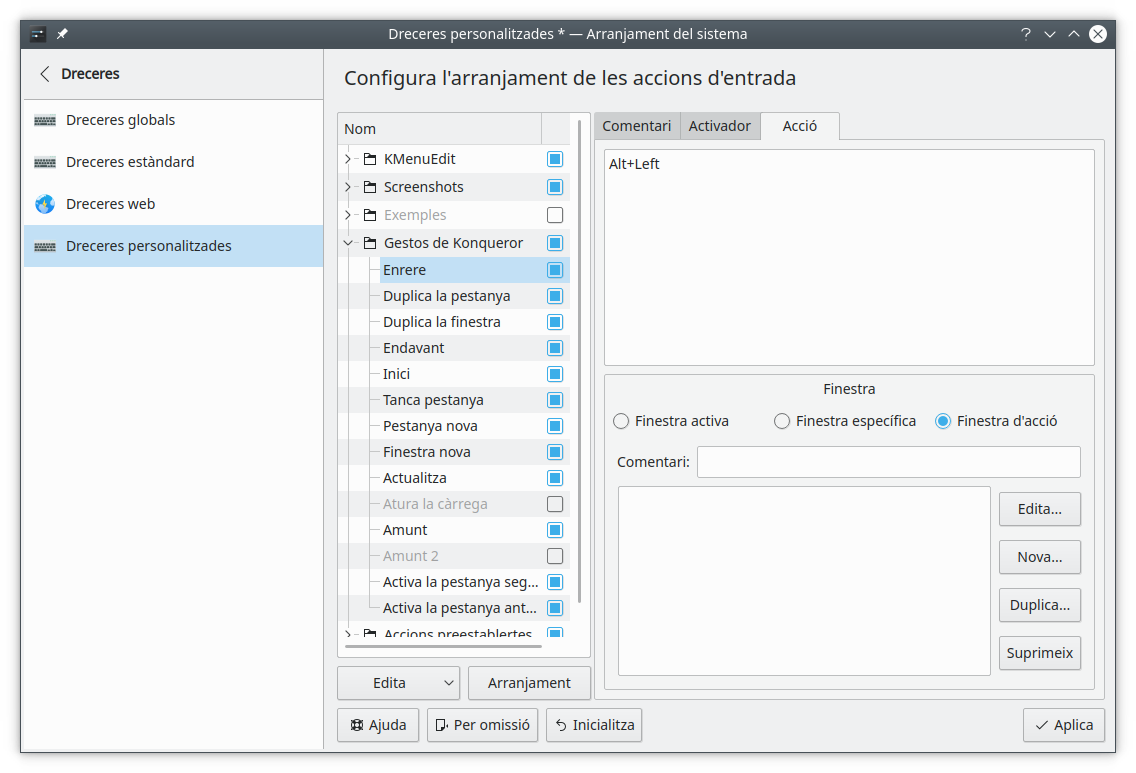 Dreceres personalitzades * — Arranjament del sistema
Dreceres
Dreceres globals
Dreceres estàndard
Dreceres web
Dreceres personalitzades
Configura l'arranjament de les accions d'entrada
Nom
KMenuEdit
Screenshots
Exemples
Gestos de Konqueror
Enrere
Duplica la pestanya
Duplica la finestra
Endavant
Inici
Tanca pestanya
Pestanya nova
Finestra nova
Actualitza
Atura la càrrega
Amunt
Amunt 2
Activa la pestanya seg...
Activa la pestanya ant...
Accions preestablertes
Edita
Arranjament
Comentari
Activador
Acció
Alt+Left
Finestra
Finestra activa
Finestra específica
Finestra d'acció
Comentari:
Edita...
Nova...
Duplica...
Suprimeix
Ajuda
Per omissió
Inicialitza
Aplica